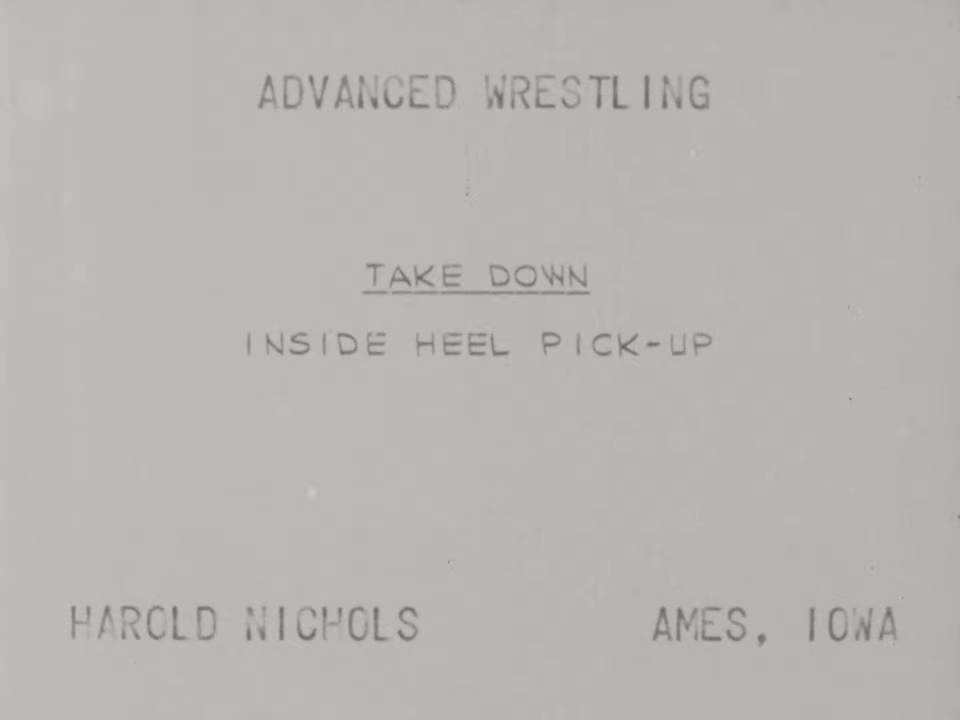 ADVANCED WRESTLING
TAKE DOWN
INSIDE HEEL PICK-UP
HAROLD NICHOLS AMES, IOWA